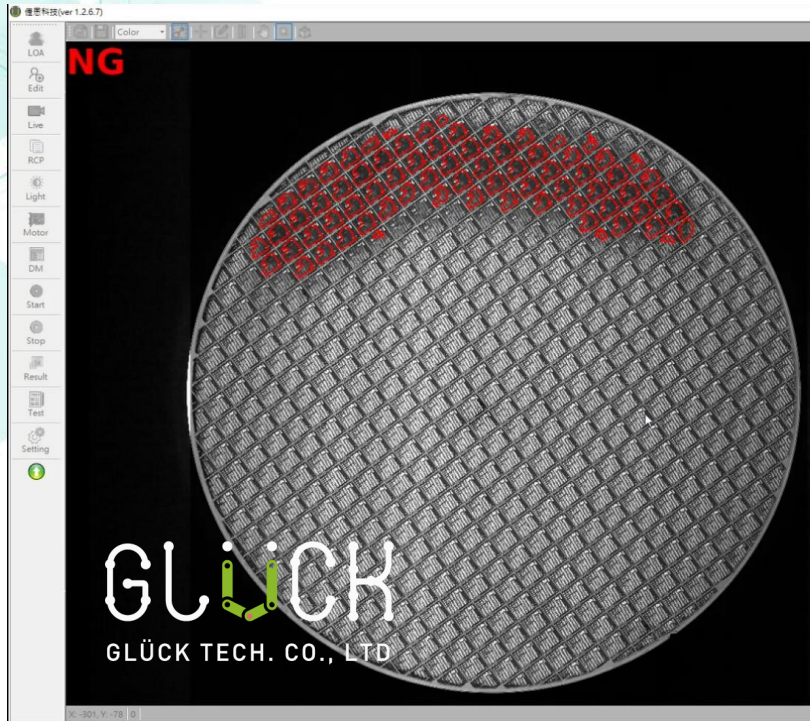 僅思科技(ver 1.2.6.7)
Color
NG
LOA
Edit
Live
RCP
Light
Motor
DM
Start
Stop
Result
Test
Setting
GLÜCK
GLÜCK TECH. CO., LTD
X: -301, Y: -78 0